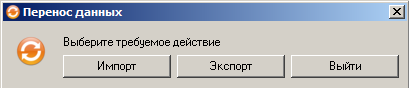 Перенос данных
Выберите требуемое действие
Импорт Экспорт Выйти